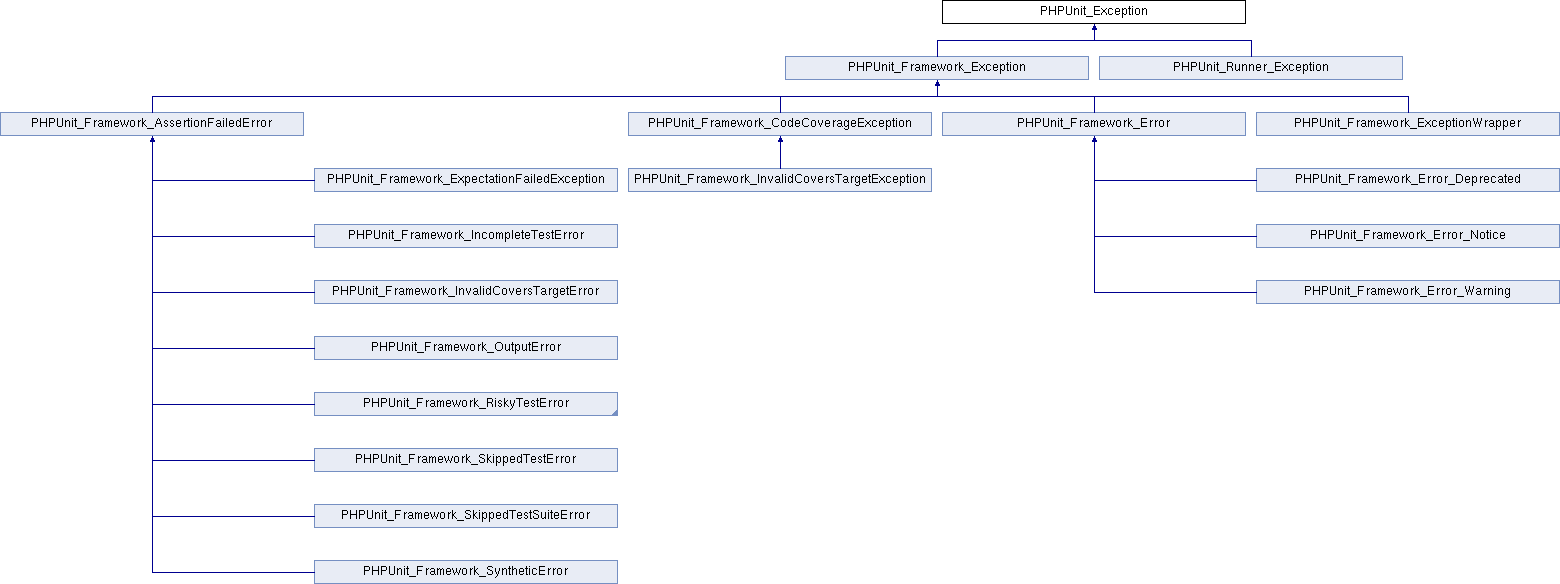 PHPUnit_Exception
PHPUnit_Framework_Exception
PHPUnit_Runner_Exception
PHPUnit_Framework_AssertionFailedError
PHPUnit_Framework_CodeCoverageException
PHPUnit_Framework_Error
PHPUnit_Framework_ExceptionWrapper
PHPUnit_Framework_ExpectationFailedException
PHPUnit_Framework_InvalidCoversTargetException
PHPUnit_Framework_Error_Deprecated
PHPUnit_Framework_IncompleteTestError
PHPUnit_Framework_Error_Notice
PHPUnit_Framework_InvalidCoversTargetError
PHPUnit_Framework_Error_Warning
PHPUnit_Framework_OutputError
PHPUnit_Framework_RiskyTestError
PHPUnit_Framework_SkippedTestError
PHPUnit_Framework_SkippedTestSuiteError
PHPUnit_Framework_SyntheticError